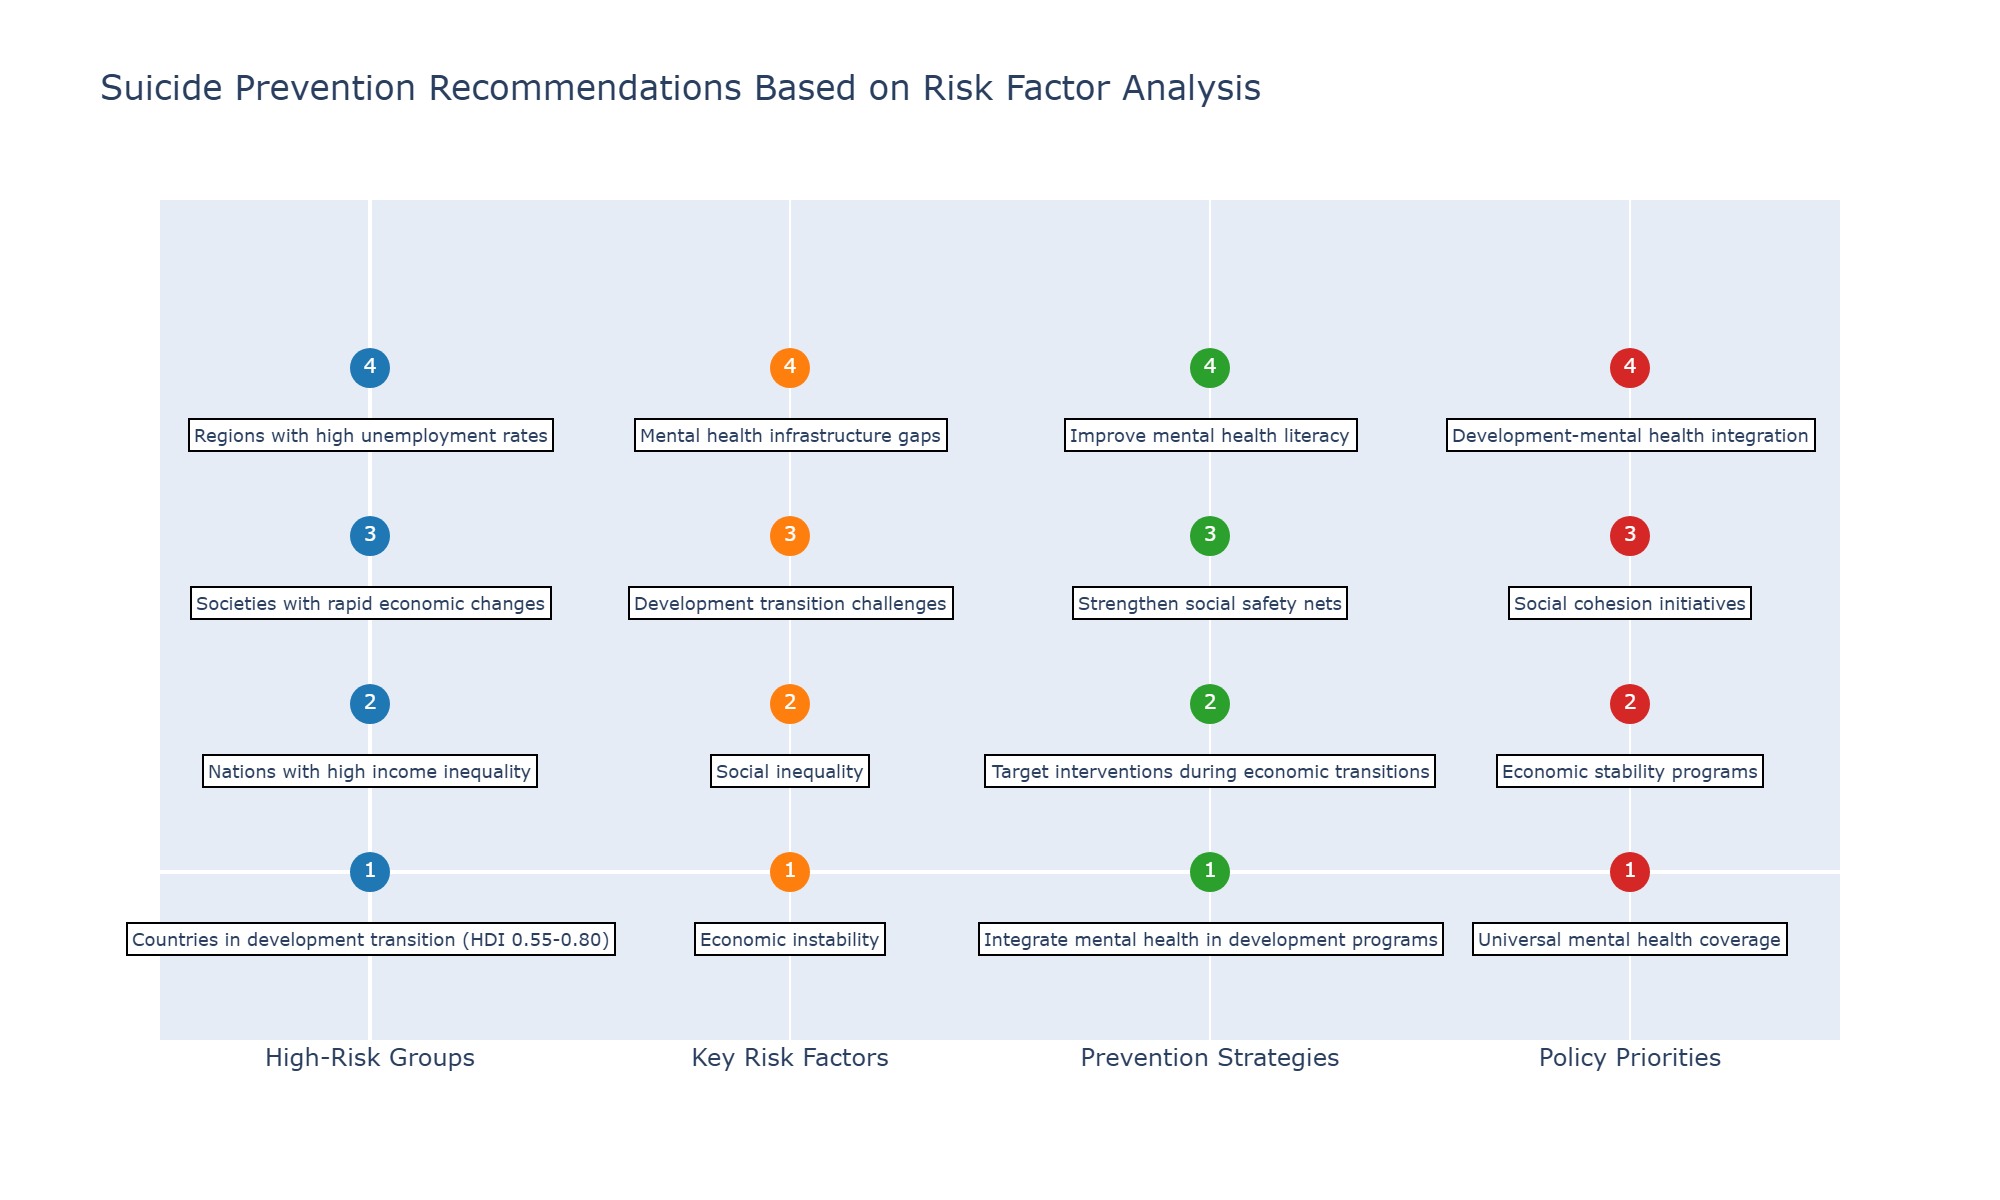 Suicide Prevention Recommendations Based on Risk Factor Analysis
4 4 4 4
Regions with high unemployment rates Mental health infrastructure gaps Improve mental health literacy Development-mental health integration
3 3 3 3
Societies with rapid economic changes Development transition challenges Strengthen social safety nets Social cohesion initiatives
2 2 2 2
Nations with high income inequality Social inequality Target interventions during economic transitions Economic stability programs
1 1 1 1
Countries in development transition (HDI 0.55-0.80) Economic instability Integrate mental health in development programs Universal mental health coverage
High-Risk Groups Key Risk Factors Prevention Strategies Policy Priorities